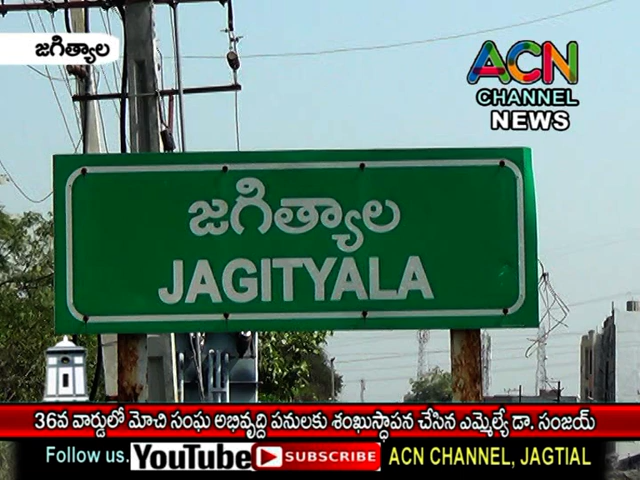 జగిత్యాల
ACN
CHANNEL
NEWS
జగిత్యాల
JAGITYALA
36వ వార్డులో మోచి సంఘ అభివృద్ది పనులకు శంఖుస్ధాపన చేసిన ఎమ్మెల్యే డా. సంజయ్
Follow us. YouTube SUBSCRIBE ACN CHANNEL, JAGTIAL